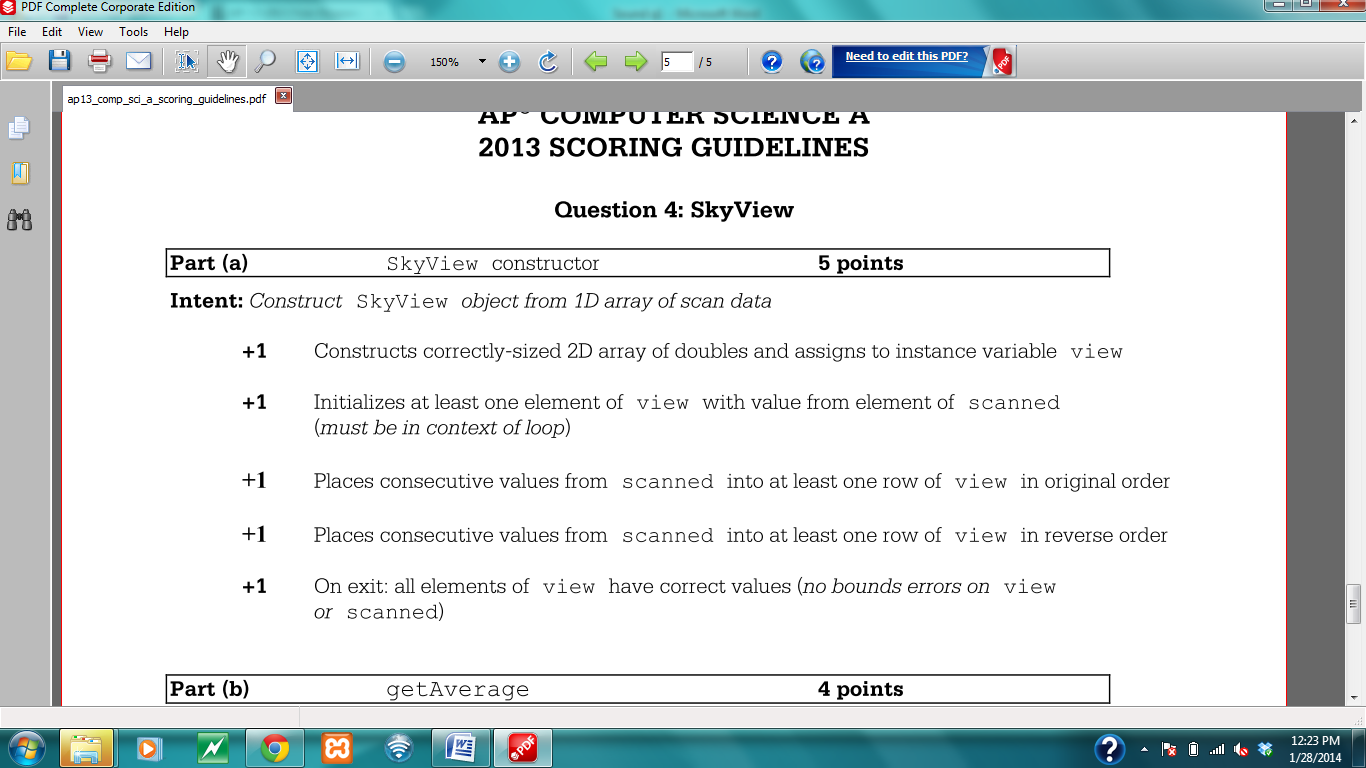 PDF Complete Corporate Edition
File Edit View Tools Help
150% 5 / 5 Need to edit this PDF? PDF
ap13_comp_sci_a_scoring_guidelines.pdf
AP® COMPUTER SCIENCE A
2013 SCORING GUIDELINES
Question 4: SkyView
Part (a) SkyView constructor 5 points
Intent: Construct SkyView object from 1D array of scan data
+1 Constructs correctly-sized 2D array of doubles and assigns to instance variable view
+1 Initializes at least one element of view with value from element of scanned
(must be in context of loop)
+1 Places consecutive values from scanned into at least one row of view in original order
+1 Places consecutive values from scanned into at least one row of view in reverse order
+1 On exit: all elements of view have correct values (no bounds errors on view
or scanned)
Part (b) getAverage 4 points
PDF
12:23 PM
1/28/2014